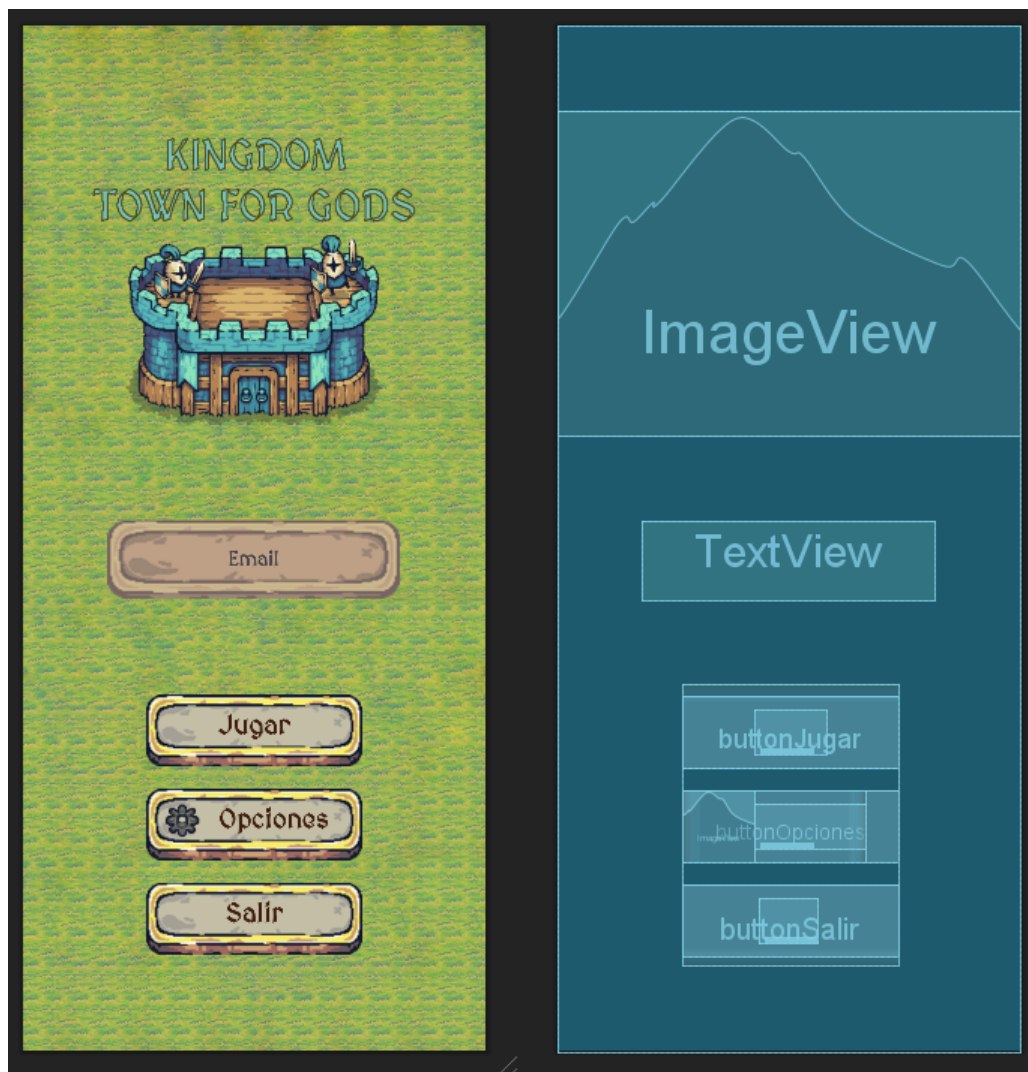 KINGDOM
TOWN FOR GODS
Email
Jugar
Opciones
Salir
ImageView
TextView
buttonJugar
buttonOpciones
buttonSalir